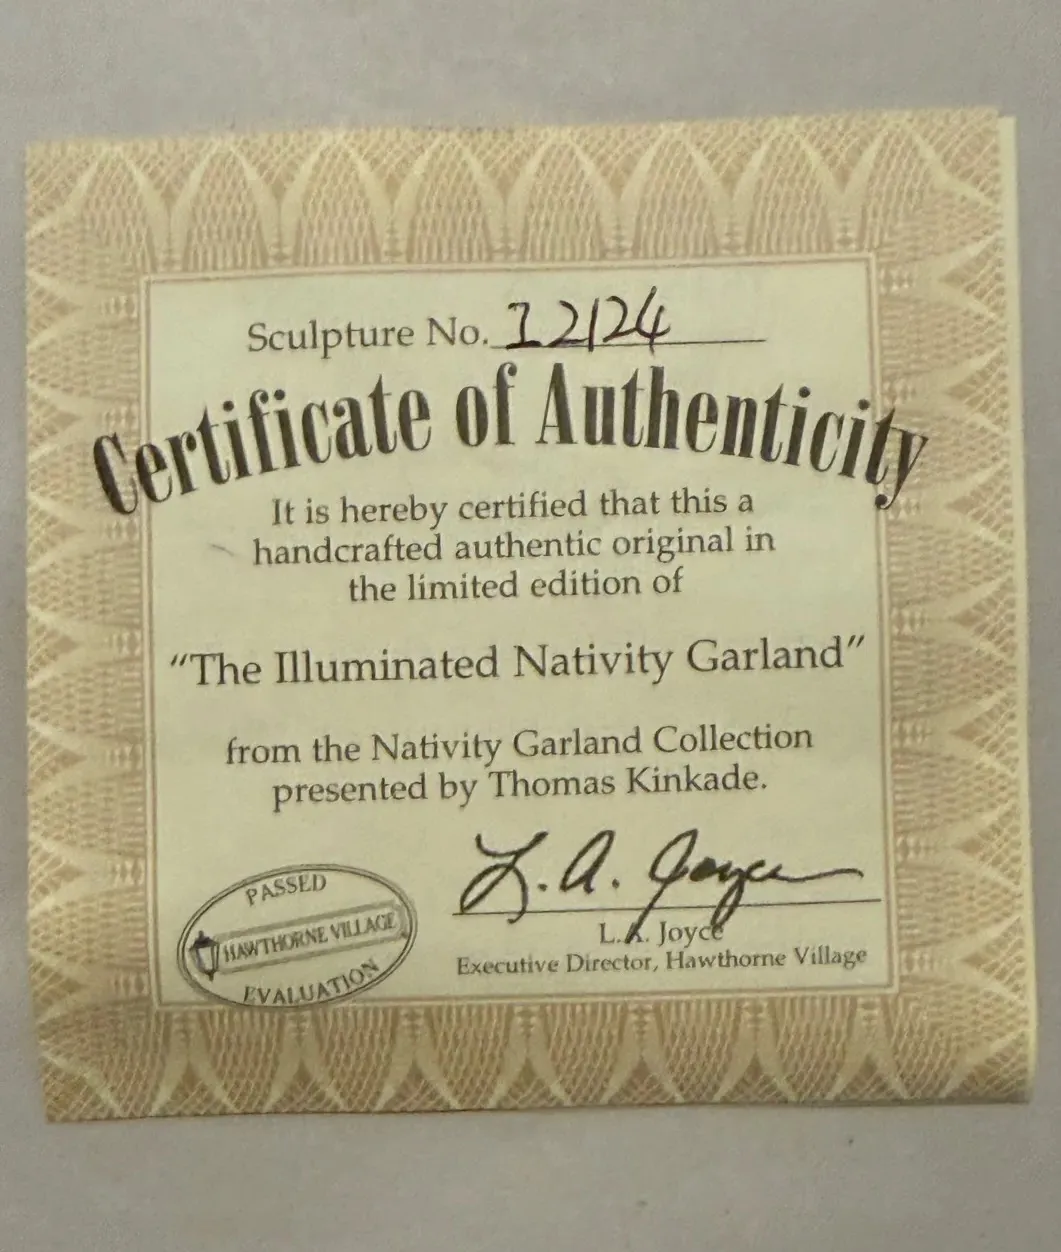 Sculpture No. I2124
Certificate of Authenticity
It is hereby certified that this a
handcrafted authentic original in
the limited edition of
"The Illuminated Nativity Garland"
from the Nativity Garland Collection
presented by Thomas Kinkade.
L. A. Joyce
L.A. Joyce
Executive Director, Hawthorne Village
PASSED
HAWTHORNE VILLAGE
EVALUATION